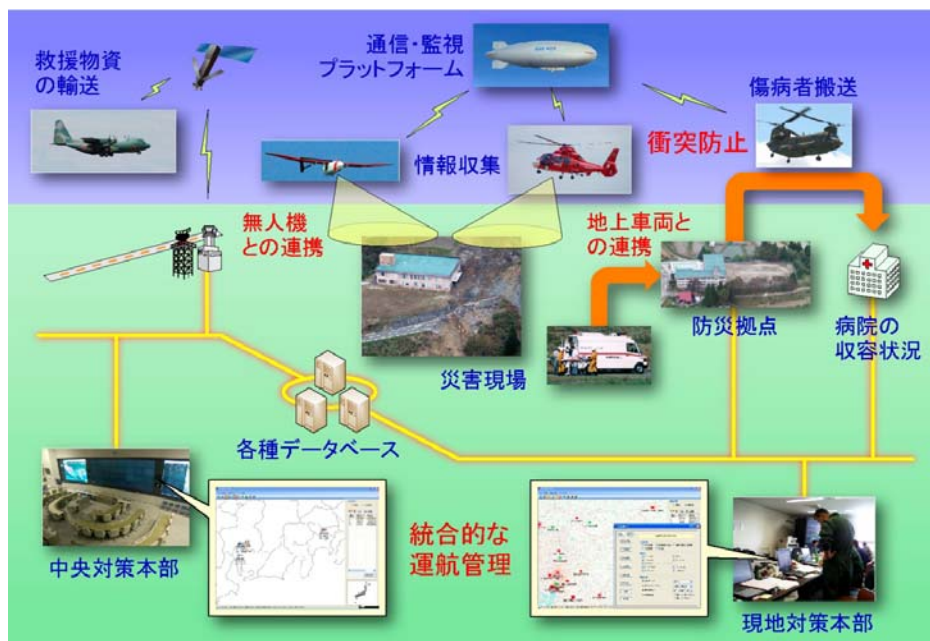 救援物資
の輸送
通信・監視
プラットフォーム
傷病者搬送
衝突防止
情報収集
無人機
との連携
地上車両と
の連携
防災拠点
病院の
収容状況
災害現場
各種データベース
統合的な
運航管理
中央対策本部
現地対策本部